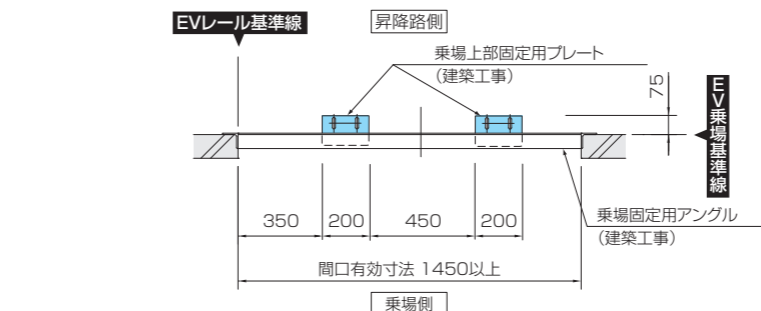 EVレール基準線
昇降路側
乗場上部固定用プレート
(建築工事)
75
EV乗場基準線
350
200
450
200
乗場固定用アングル
(建築工事)
間口有効寸法 1450以上
乗場側